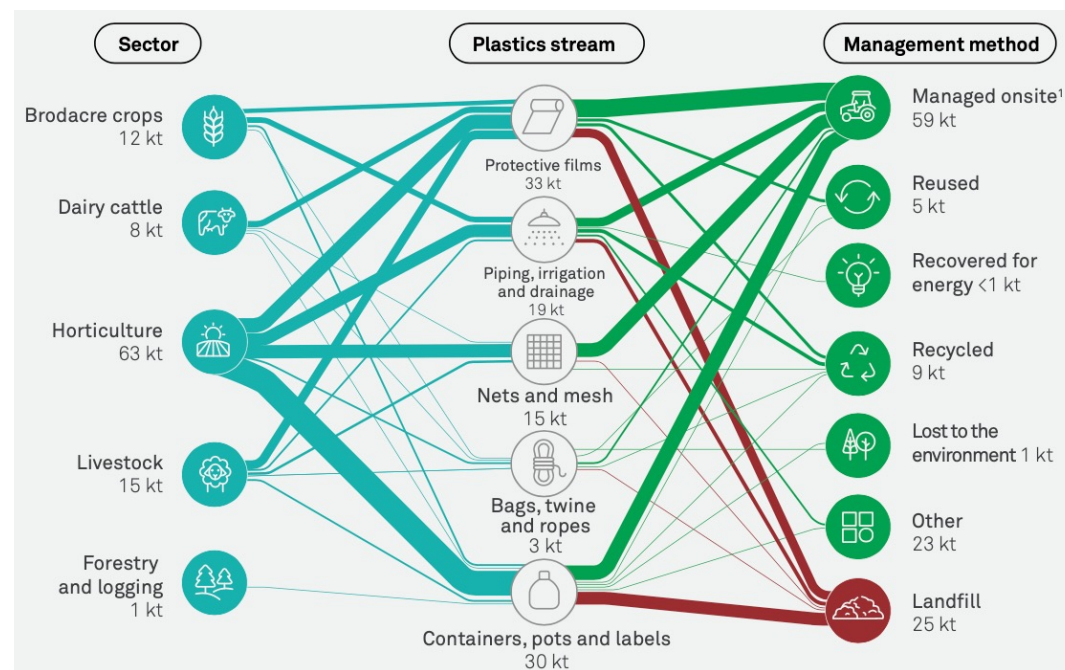 Sector
Plastics stream
Management method
Brodacre crops
12 kt
Dairy cattle
8 kt
Horticulture
63 kt
Livestock
15 kt
Forestry
and logging
1 kt
Protective films
33 kt
Piping, irrigation
and drainage
19 kt
Nets and mesh
15 kt
Bags, twine
and ropes
3 kt
Containers, pots and labels
30 kt
Managed onsite¹
59 kt
Reused
5 kt
Recovered for
energy <1 kt
Recycled
9 kt
Lost to the
environment 1 kt
Other
23 kt
Landfill
25 kt